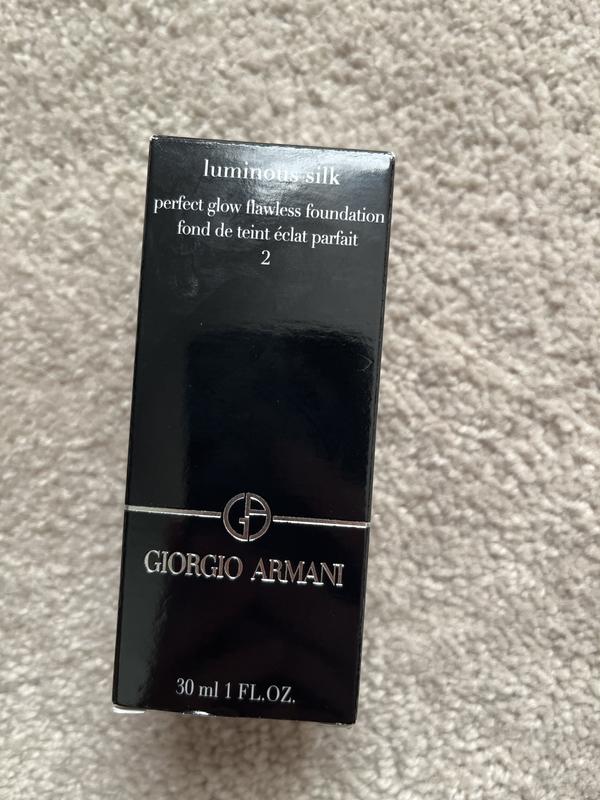 luminous silk
perfect glow flawless foundation
fond de teint éclat parfait
2
GA
GIORGIO ARMANI
30 ml 1 FL.OZ.